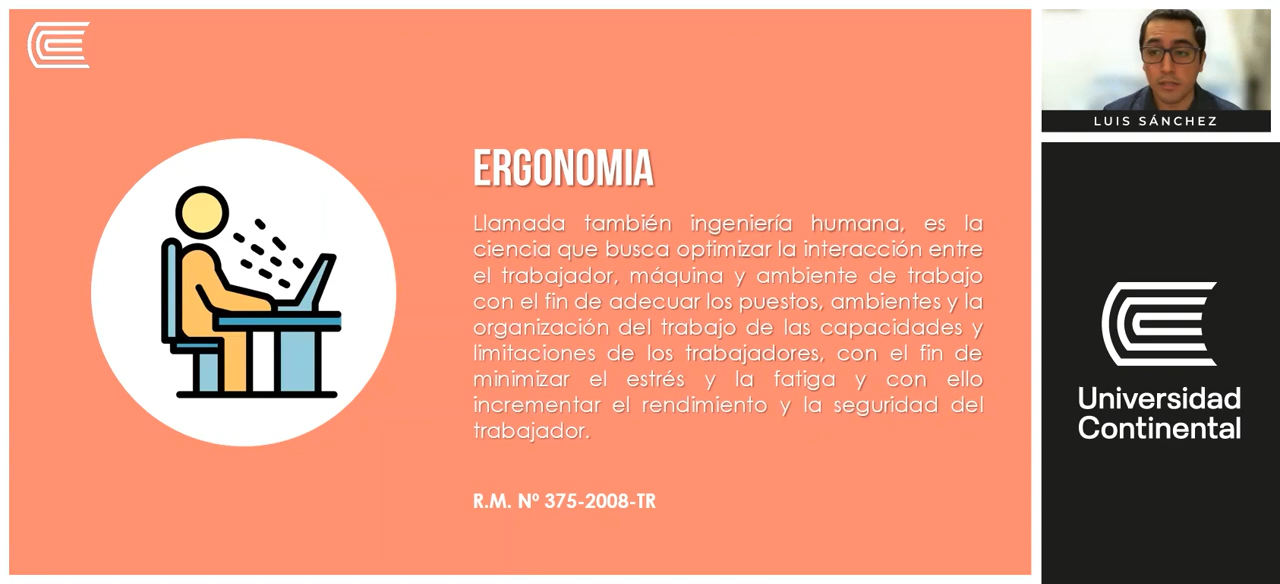 ERGONOMIA
Llamada también ingeniería humana, es la
ciencia que busca optimizar la interacción entre
el trabajador, máquina y ambiente de trabajo
con el fin de adecuar los puestos, ambientes y la
organización del trabajo de las capacidades y
limitaciones de los trabajadores, con el fin de
minimizar el estrés y la fatiga y con ello
incrementar el rendimiento y la seguridad del
trabajador.
R.M. Nº 375-2008-TR
LUIS SÁNCHEZ
Universidad
Continental